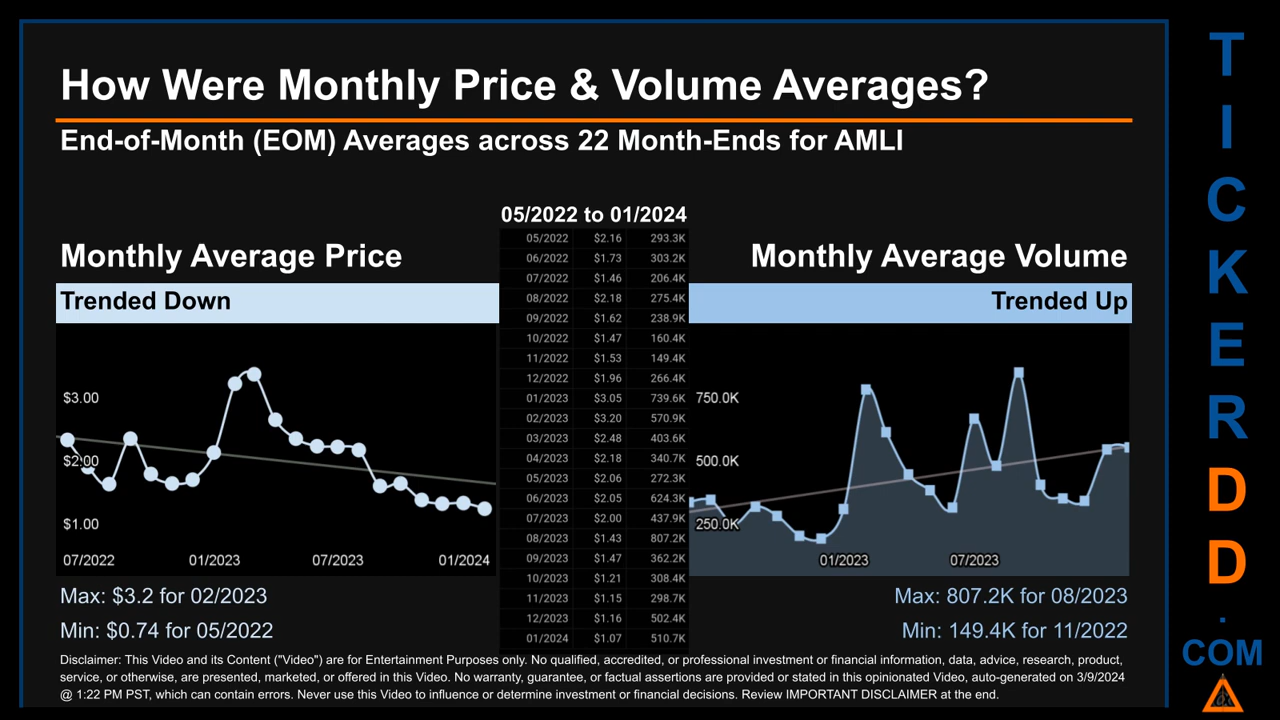 How Were Monthly Price & Volume Averages?
End-of-Month (EOM) Averages across 22 Month-Ends for AMLI
05/2022 to 01/2024
Monthly Average Price
Trended Down
$3.00
$2.00
$1.00
07/2022 01/2023 07/2023 01/2024
Max: $3.2 for 02/2023
Min: $0.74 for 05/2022
05/2022 $2.16 293.3K
06/2022 $1.73 303.2K
07/2022 $1.46 206.4K
08/2022 $2.18 275.4K
09/2022 $1.62 238.9K
10/2022 $1.47 160.4K
11/2022 $1.53 149.4K
12/2022 $1.96 266.4K
01/2023 $3.05 739.6K
02/2023 $3.20 570.9K
03/2023 $2.48 403.6K
04/2023 $2.18 340.7K
05/2023 $2.06 272.3K
06/2023 $2.05 624.3K
07/2023 $2.00 437.9K
08/2023 $1.43 807.2K
09/2023 $1.47 362.2K
10/2023 $1.21 308.4K
11/2023 $1.15 298.7K
12/2023 $1.16 502.4K
01/2024 $1.07 510.7K
Monthly Average Volume
Trended Up
750.0K
500.0K
250.0K
01/2023 07/2023
Max: 807.2K for 08/2023
Min: 149.4K for 11/2022
Disclaimer: This Video and its Content ("Video") are for Entertainment Purposes only. No qualified, accredited, or professional investment or financial information, data, advice, research, product,
service, or otherwise, are presented, marketed, or offered in this Video. No warranty, guarantee, or factual assertions are provided or stated in this opinionated Video, auto-generated on 3/9/2024
@ 1:22 PM PST, which can contain errors. Never use this Video to influence or determine investment or financial decisions. Review IMPORTANT DISCLAIMER at the end.
T
I
C
K
E
R
D
D
.
COM